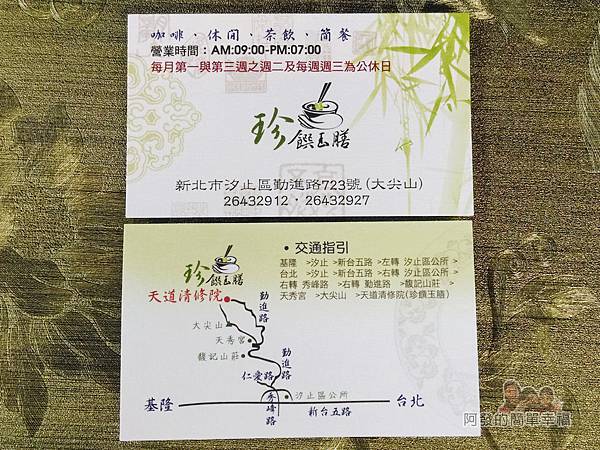 咖啡、休閒、茶飲、簡餐
營業時間：AM:09:00-PM:07:00
每月第一與第三週之週二及每週週三為公休日
珍饌玉膳
新北市汐止區勤進路723號(大尖山)
26432912・26432927
珍饌玉膳
• 交通指引
基隆 >汐止 >新台五路 >左轉 汐止區公所 >
台北 >汐止 >新台五路 >右轉 汐止區公所 >
右轉 秀峰路 >右轉 勤進路 >馥記山莊 >
天秀宮 >大尖山 >天道清修院(珍饌玉膳)
天道清修院
勤進路
大尖山
天秀宮
馥記山莊
勤進路
仁愛路
汐止區公所
秀峰路
基隆
新台五路
台北
阿發的簡單幸福